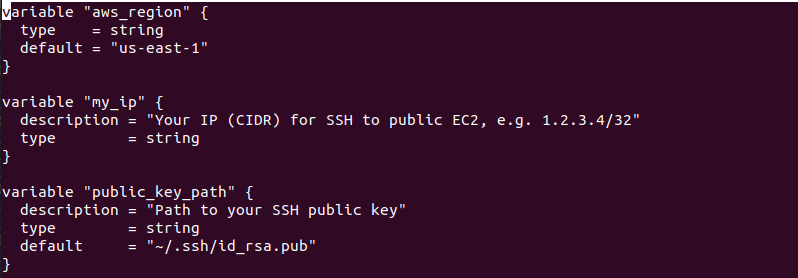 variable "aws_region" {
  type    = string
  default = "us-east-1"
}
variable "my_ip" {
  description = "Your IP (CIDR) for SSH to public EC2, e.g. 1.2.3.4/32"
  type        = string
}
variable "public_key_path" {
  description = "Path to your SSH public key"
  type        = string
  default     = "~/.ssh/id_rsa.pub"
}